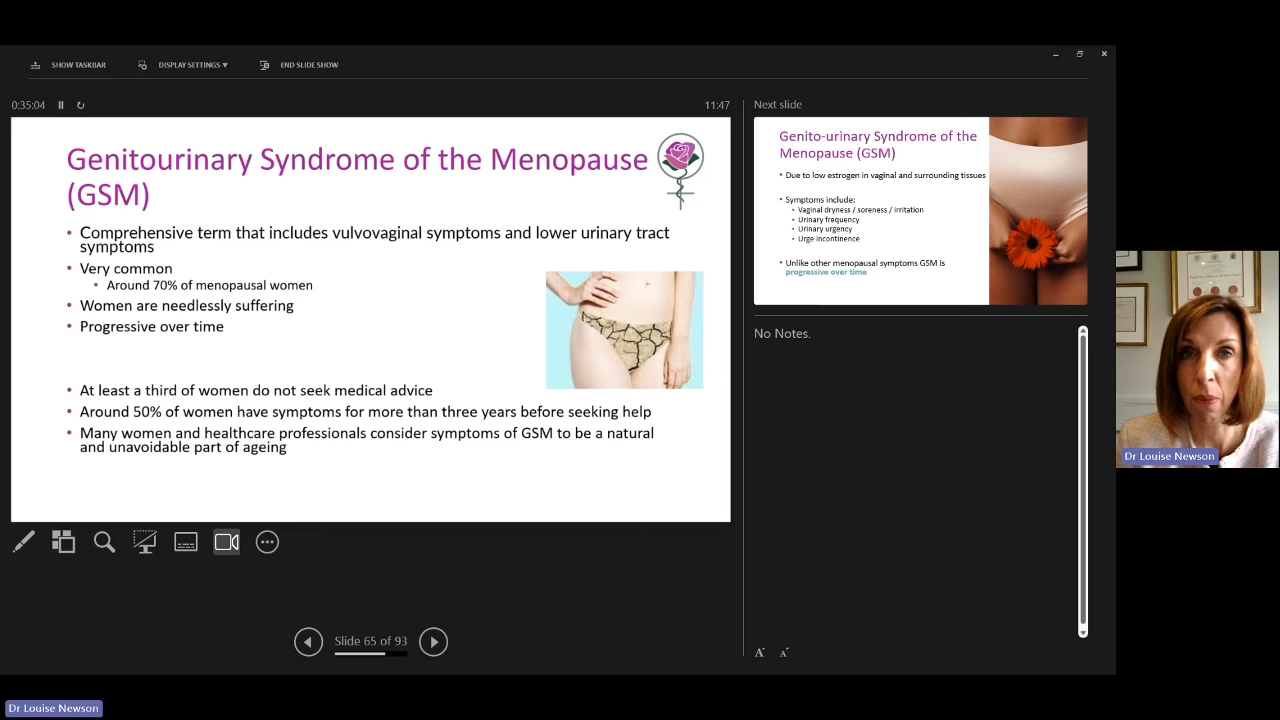 SHOW TASKBAR
DISPLAY SETTINGS ▾
END SLIDE SHOW
0:35:04
11:47
Genitourinary Syndrome of the Menopause
(GSM)
• Comprehensive term that includes vulvovaginal symptoms and lower urinary tract
symptoms
• Very common
• Around 70% of menopausal women
• Women are needlessly suffering
• Progressive over time
• At least a third of women do not seek medical advice
• Around 50% of women have symptoms for more than three years before seeking help
• Many women and healthcare professionals consider symptoms of GSM to be a natural
and unavoidable part of ageing
Slide 65 of 93
Next slide
Genito-urinary Syndrome of the
Menopause (GSM)
• Due to low estrogen in vaginal and surrounding tissues
• Symptoms include:
• Vaginal dryness / soreness / irritation
• Urinary frequency
• Urinary urgency
• Urge incontinence
• Unlike other menopausal symptoms GSM is
progressive over time
No Notes.
A A
Dr Louise Newson
Dr Louise Newson